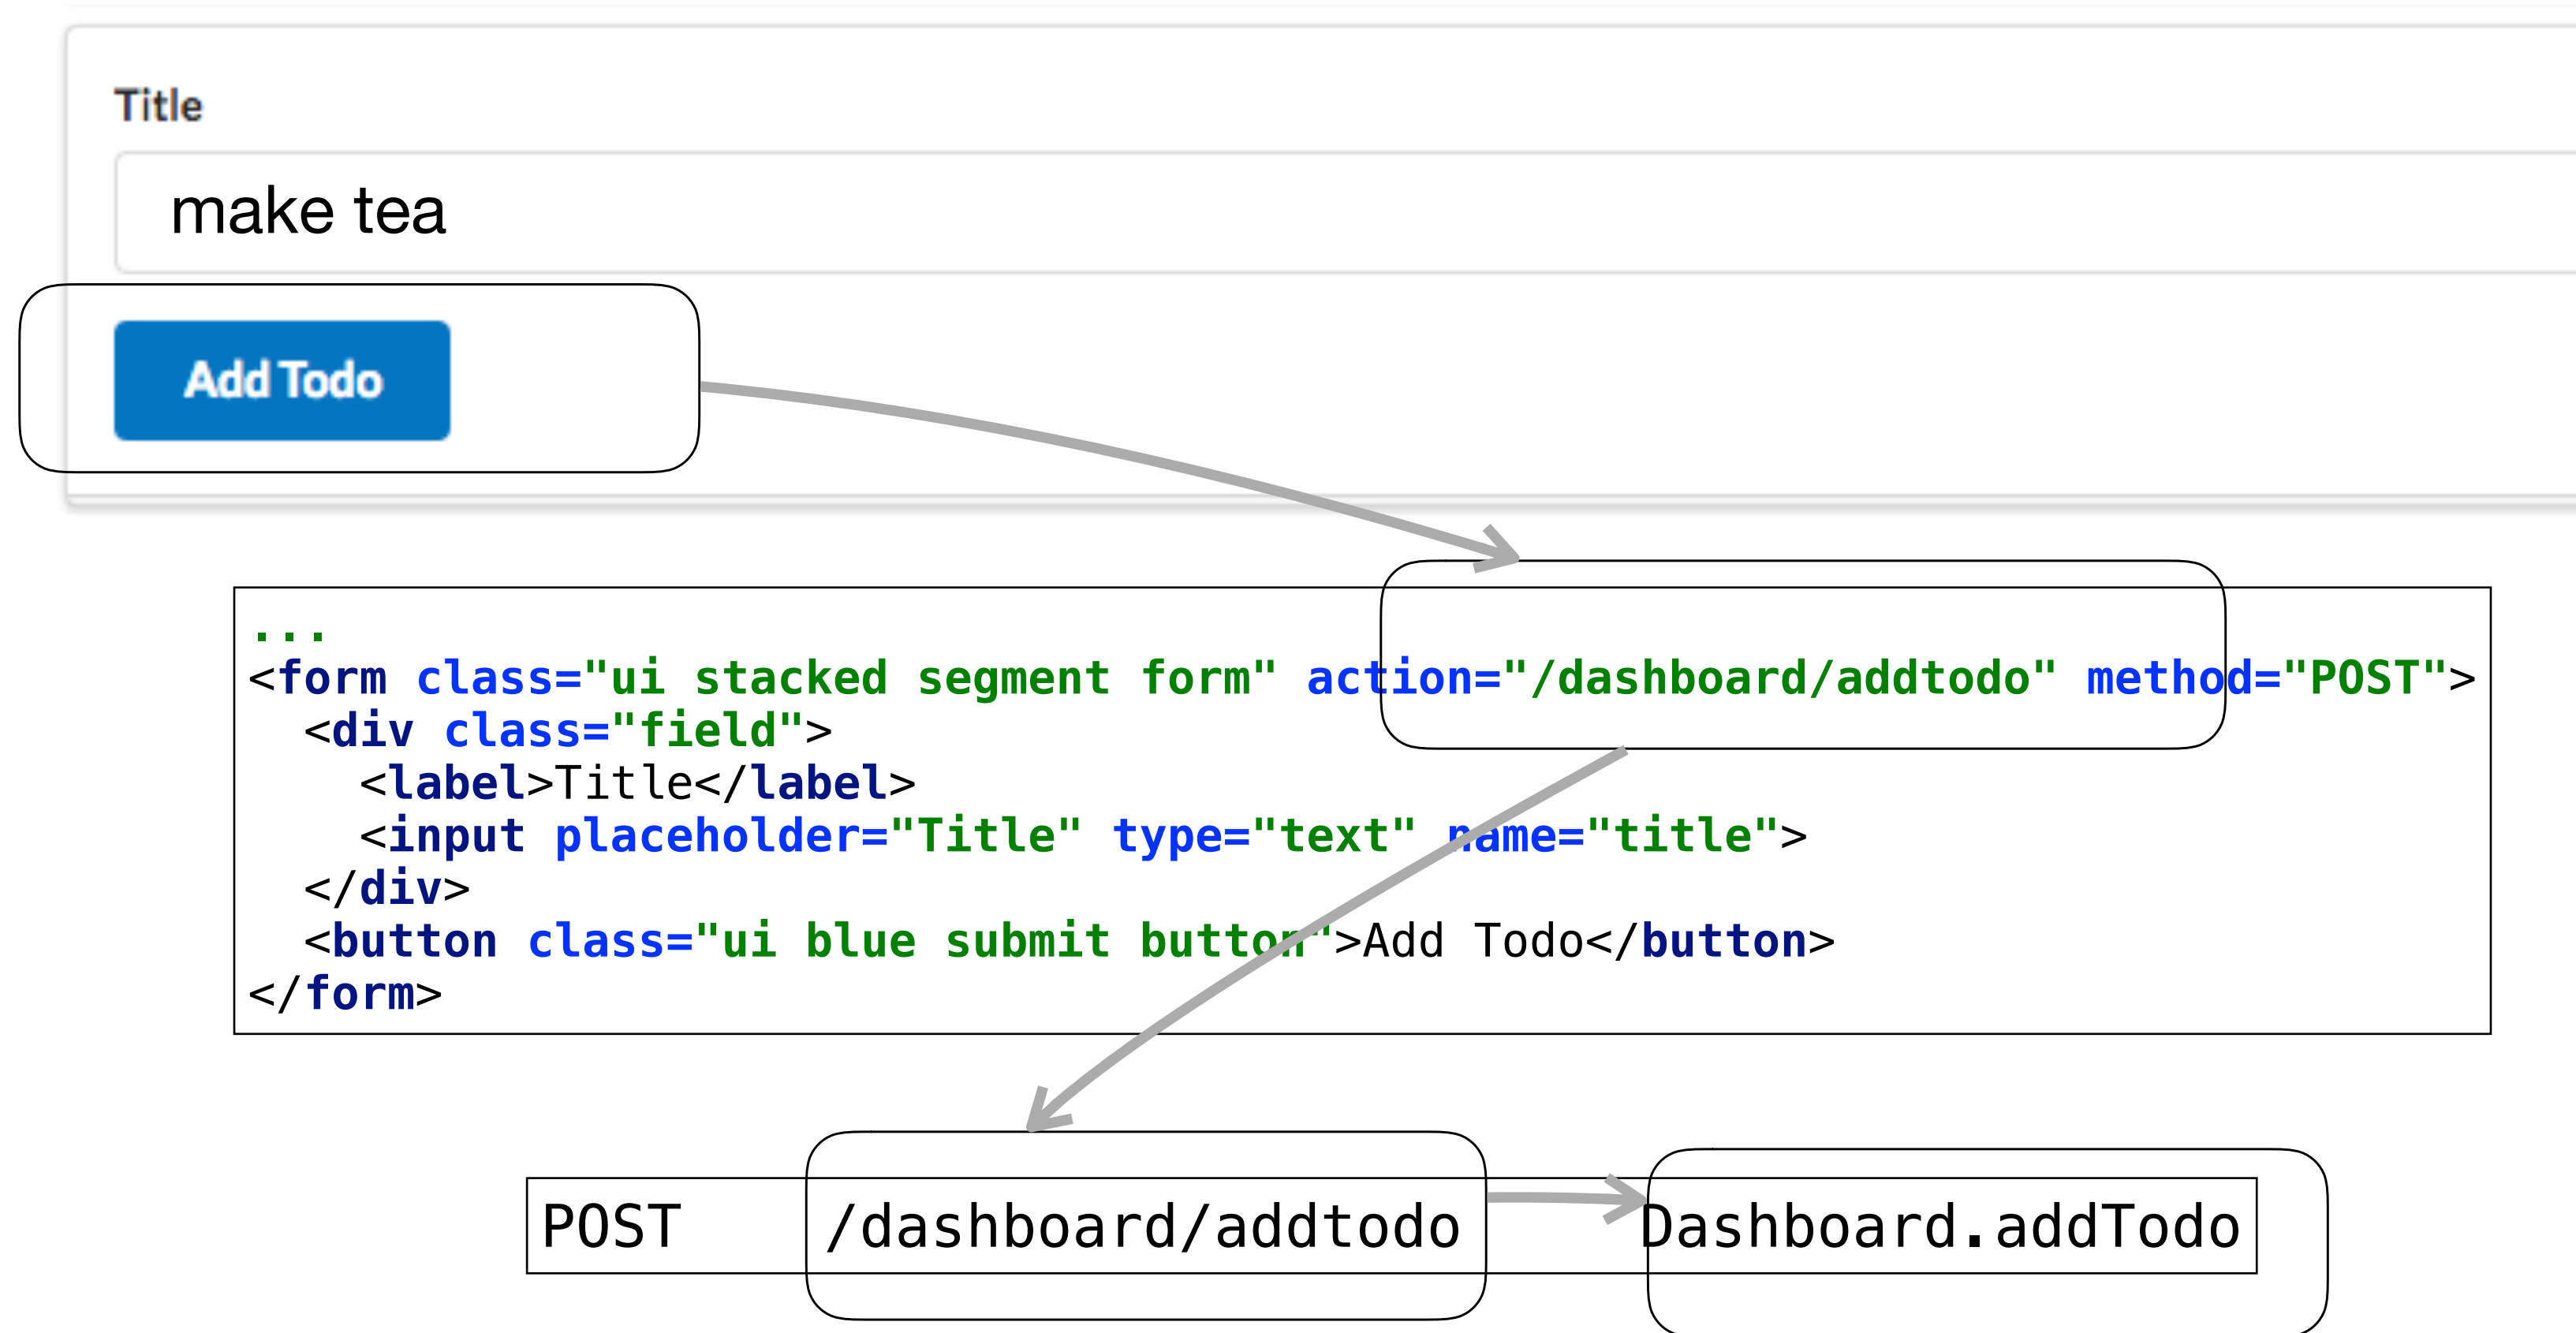 Title
make tea
Add Todo
...
<form class="ui stacked segment form" action="/dashboard/addtodo" method="POST">
  <div class="field">
    <label>Title</label>
    <input placeholder="Title" type="text" name="title">
  </div>
  <button class="ui blue submit button">Add Todo</button>
</form>
POST /dashboard/addtodo Dashboard.addTodo